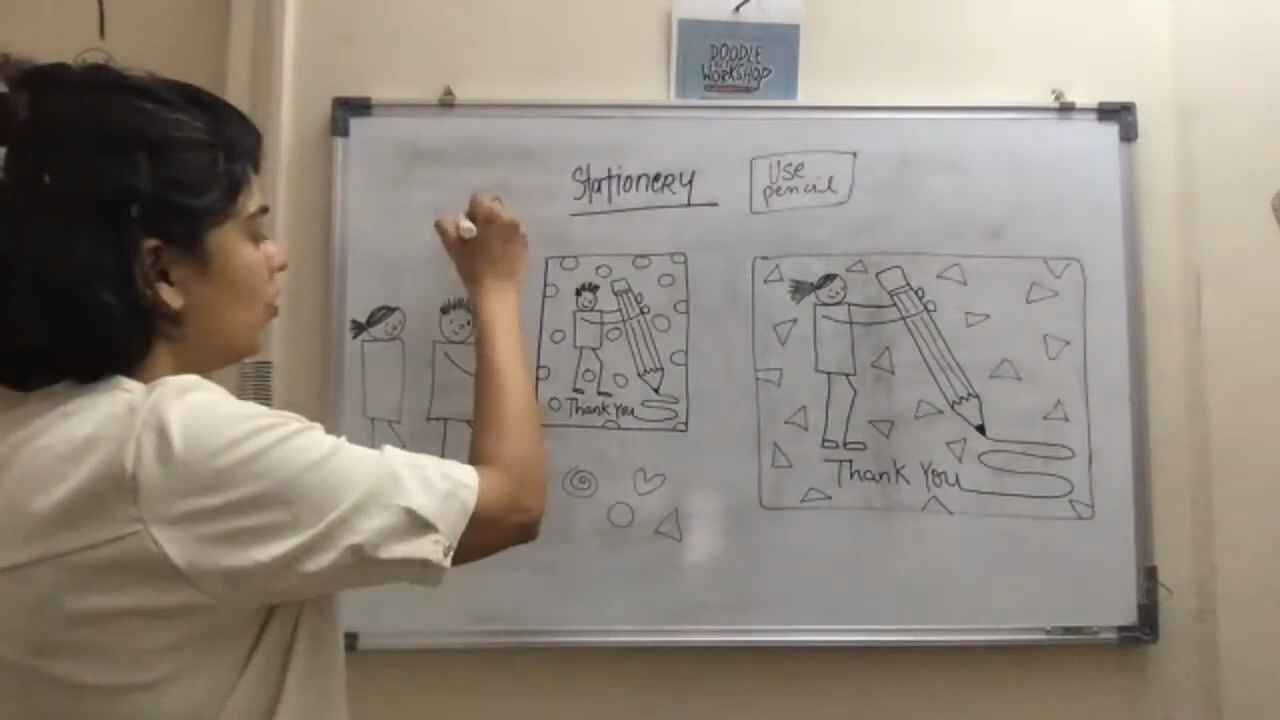 DOODLE
WORKSHOP
Stationery
Use
pencil
Thank You
Thank You